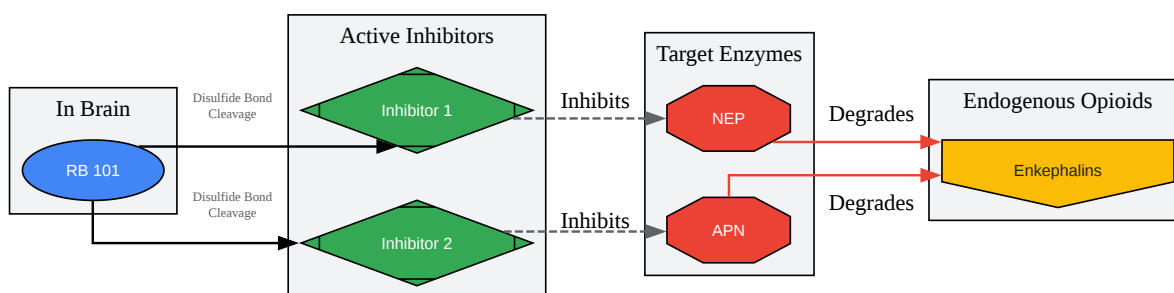 Active Inhibitors
Target Enzymes
In Brain
Disulfide Bond
Cleavage
Inhibitor 1
Inhibits
NEP
Degrades
Endogenous Opioids
RB 101
Enkephalins
Disulfide Bond
Cleavage
Inhibitor 2
Inhibits
APN
Degrades